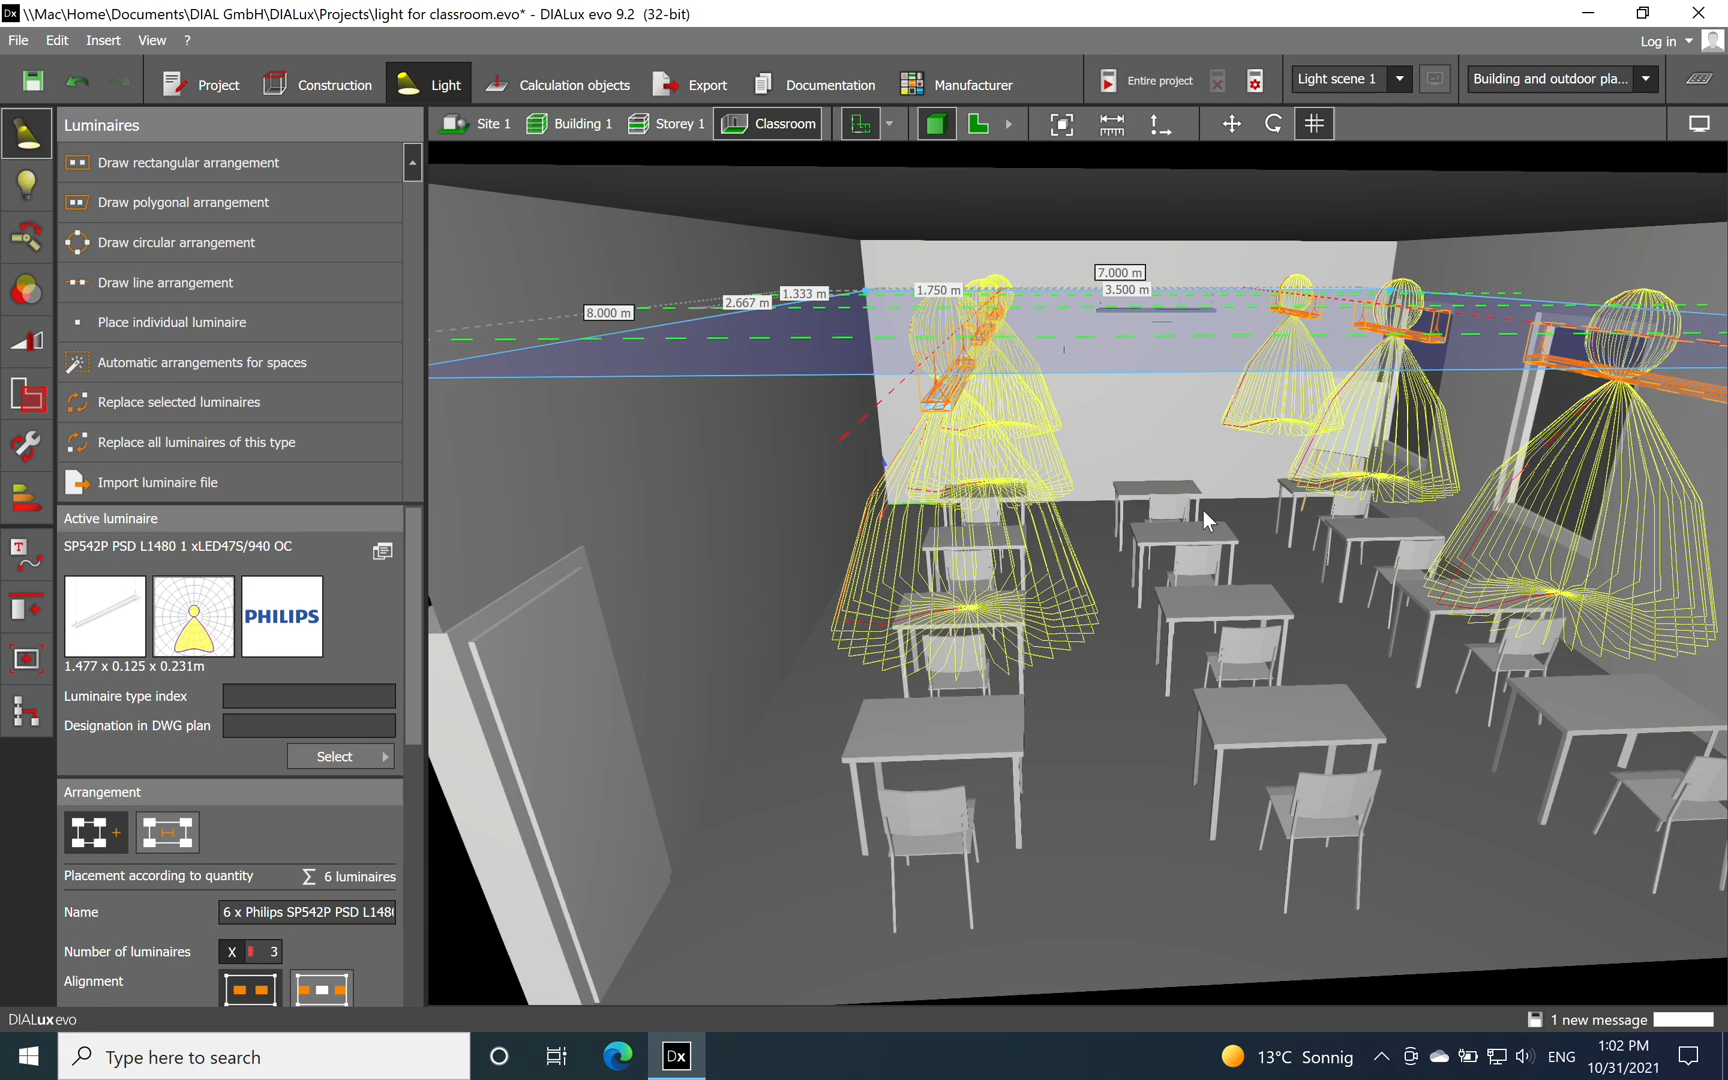 \\Mac\Home\Documents\DIAL GmbH\DIALux\Projects\light for classroom.evo* - DIALux evo 9.2 (32-bit)
File Edit Insert View ?
Log in
Project Construction Light Calculation objects Export Documentation Manufacturer Entire project Light scene 1 Building and outdoor pla...
Luminaires
Site 1 Building 1 Storey 1 Classroom
Draw rectangular arrangement
Draw polygonal arrangement
Draw circular arrangement
Draw line arrangement
Place individual luminaire
Automatic arrangements for spaces
Replace selected luminaires
Replace all luminaires of this type
Import luminaire file
7.000 m
8.000 m 2.667 m 1.333 m 1.750 m 3.500 m
Active luminaire
SP542P PSD L1480 1 xLED47S/940 OC
PHILIPS
1.477 x 0.125 x 0.231m
Luminaire type index
Designation in DWG plan
Select
Arrangement
Placement according to quantity Σ 6 luminaires
Name 6 x Philips SP542P PSD L148
Number of luminaires X 3
Alignment
DIALux evo
1 new message
Type here to search
Dx
13°C Sonnig ENG
1:02 PM
10/31/2021